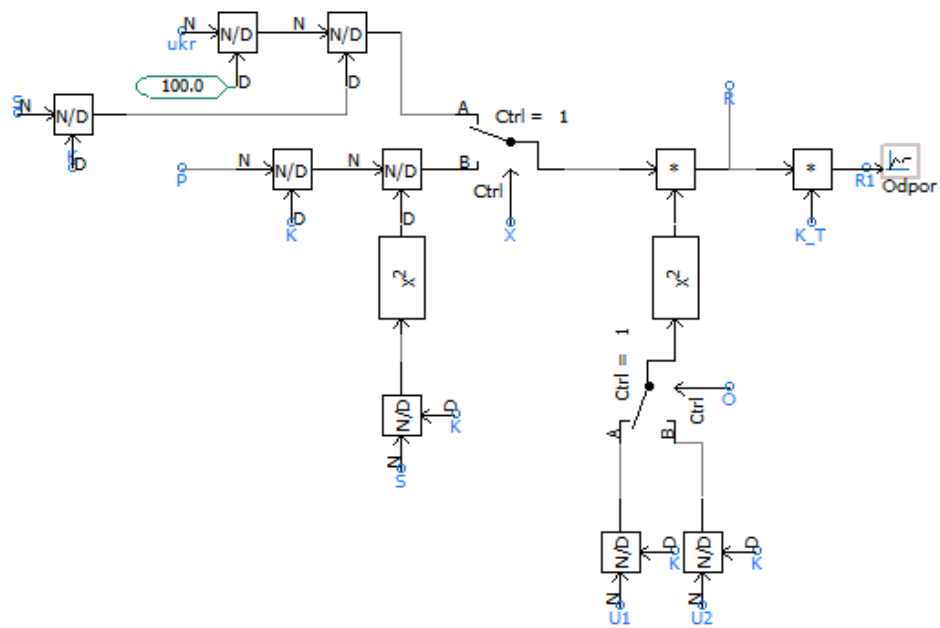 N
N/D
N
N/D
ukr
100.0
D
D
S
N
N/D
D
K
A
Ctrl = 1
R
P
N
N/D
N
N/D
B
Ctrl
*
*
R1
Odpor
D
K
D
X
K_T
x²
x²
Ctrl = 1
Ctrl
O
N/D
D
K
A
B
N
S
N/D
D
K
N/D
D
K
N
U1
N
U2